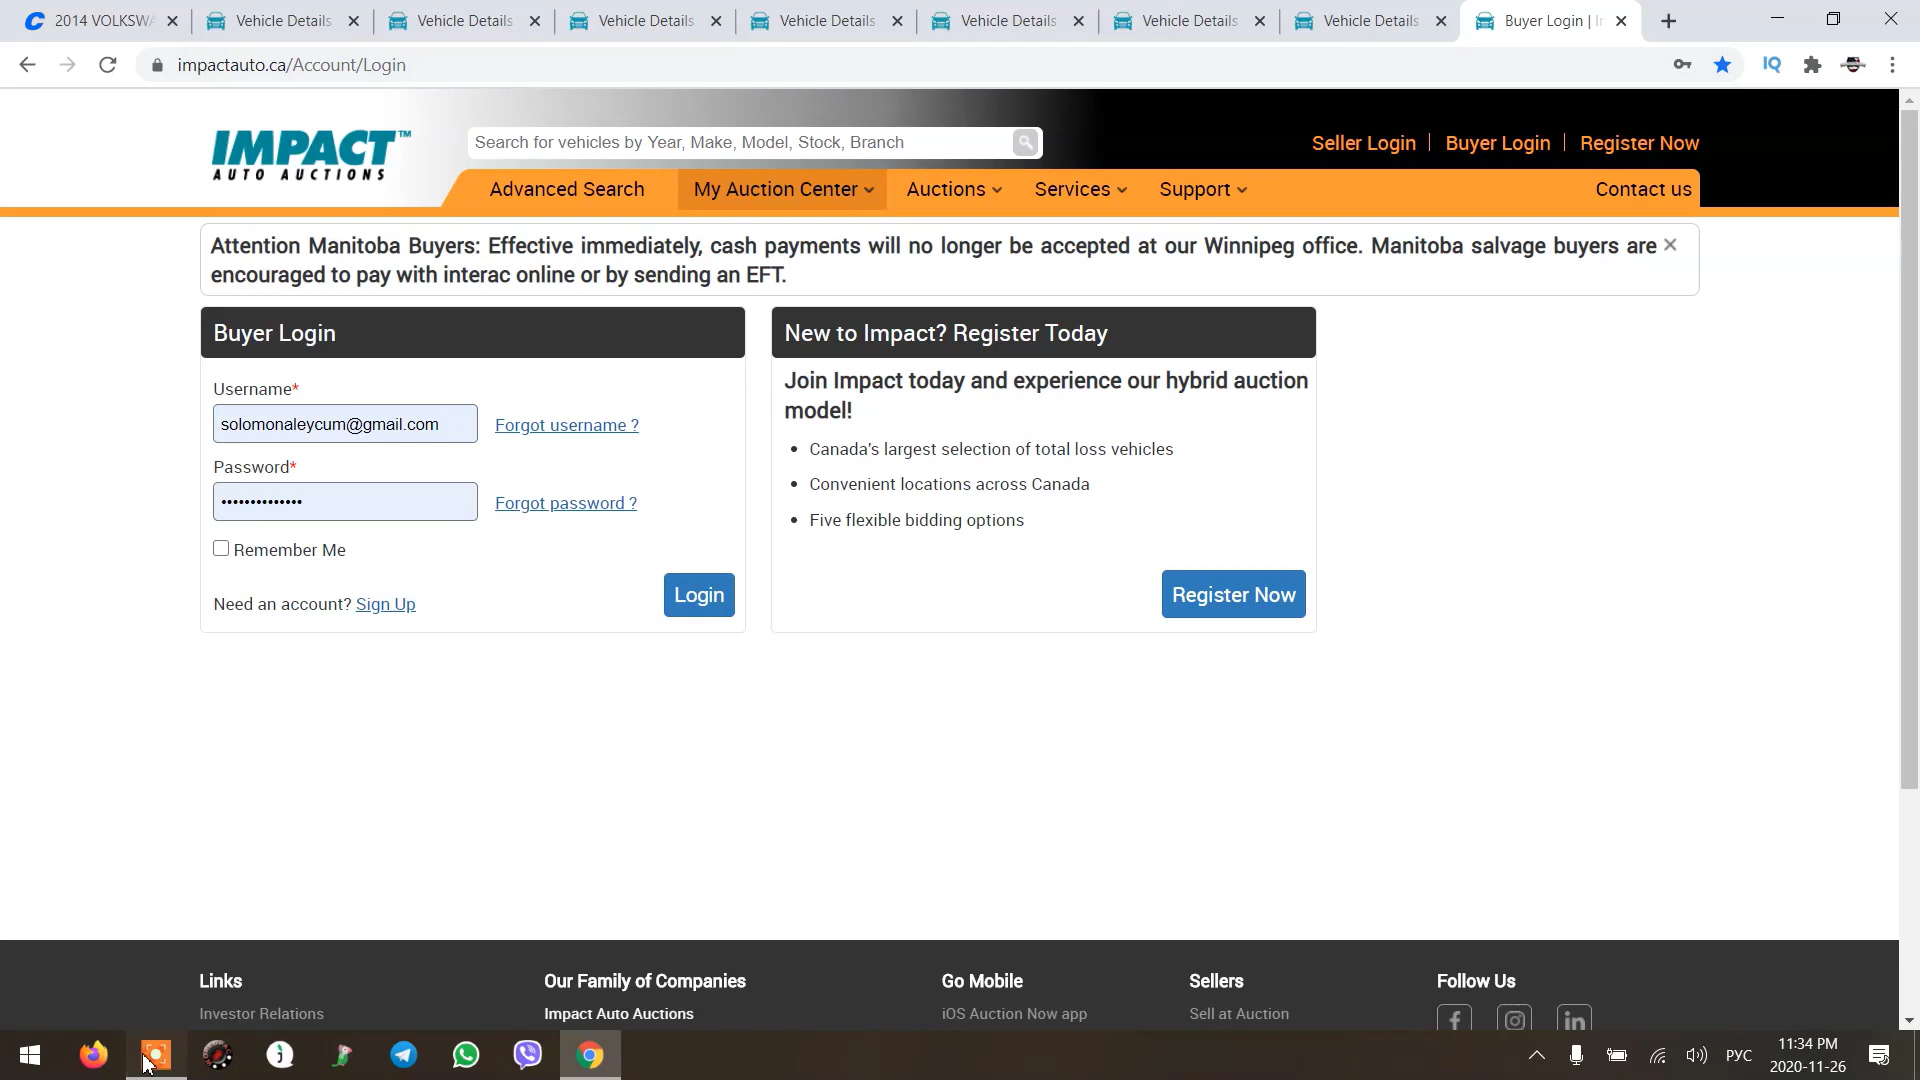 2014 VOLKSWA
Vehicle Details
Vehicle Details
Vehicle Details
Vehicle Details
Vehicle Details
Vehicle Details
Vehicle Details
Buyer Login | I
impactauto.ca/Account/Login
IQ
IMPACT™
AUTO AUCTIONS
Search for vehicles by Year, Make, Model, Stock, Branch
Seller Login
Buyer Login
Register Now
Advanced Search
My Auction Center
Auctions
Services
Support
Contact us
Attention Manitoba Buyers: Effective immediately, cash payments will no longer be accepted at our Winnipeg office. Manitoba salvage buyers are
encouraged to pay with interac online or by sending an EFT.
Buyer Login
Username*
solomonaleycum@gmail.com
Forgot username ?
Password*
••••••••••••••
Forgot password ?
Remember Me
Need an account? Sign Up
Login
New to Impact? Register Today
Join Impact today and experience our hybrid auction
model!
• Canada's largest selection of total loss vehicles
• Convenient locations across Canada
• Five flexible bidding options
Register Now
Links
Our Family of Companies
Go Mobile
Sellers
Follow Us
Investor Relations
Impact Auto Auctions
iOS Auction Now app
Sell at Auction
РУС
11:34 PM
2020-11-26